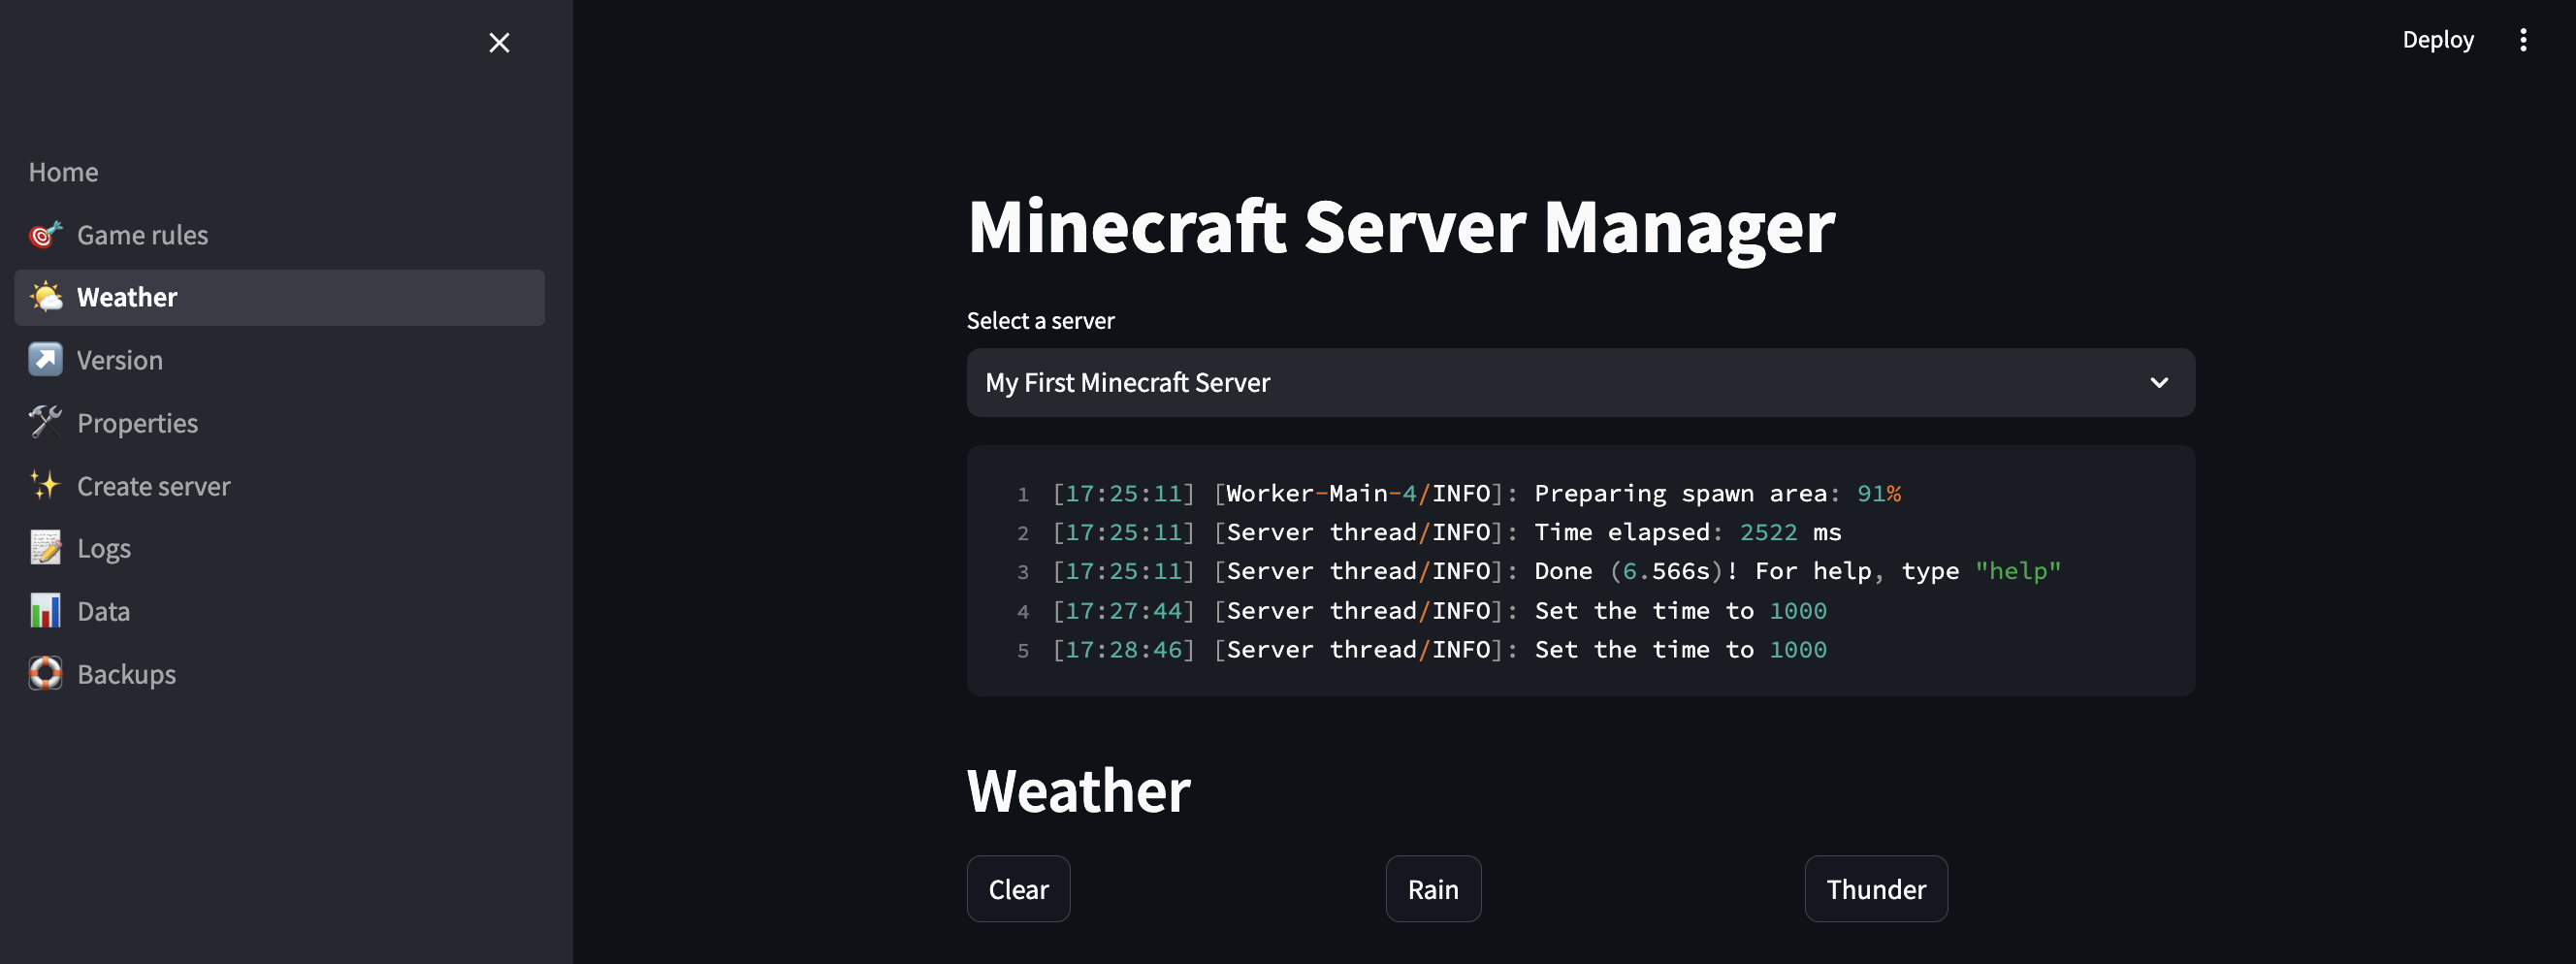 Deploy
Home
Game rules
Weather
Version
Properties
Create server
Logs
Data
Backups
Minecraft Server Manager
Select a server
My First Minecraft Server
1 [17:25:11] [Worker-Main-4/INFO]: Preparing spawn area: 91%
2 [17:25:11] [Server thread/INFO]: Time elapsed: 2522 ms
3 [17:25:11] [Server thread/INFO]: Done (6.566s)! For help, type "help"
4 [17:27:44] [Server thread/INFO]: Set the time to 1000
5 [17:28:46] [Server thread/INFO]: Set the time to 1000
Weather
Clear Rain Thunder